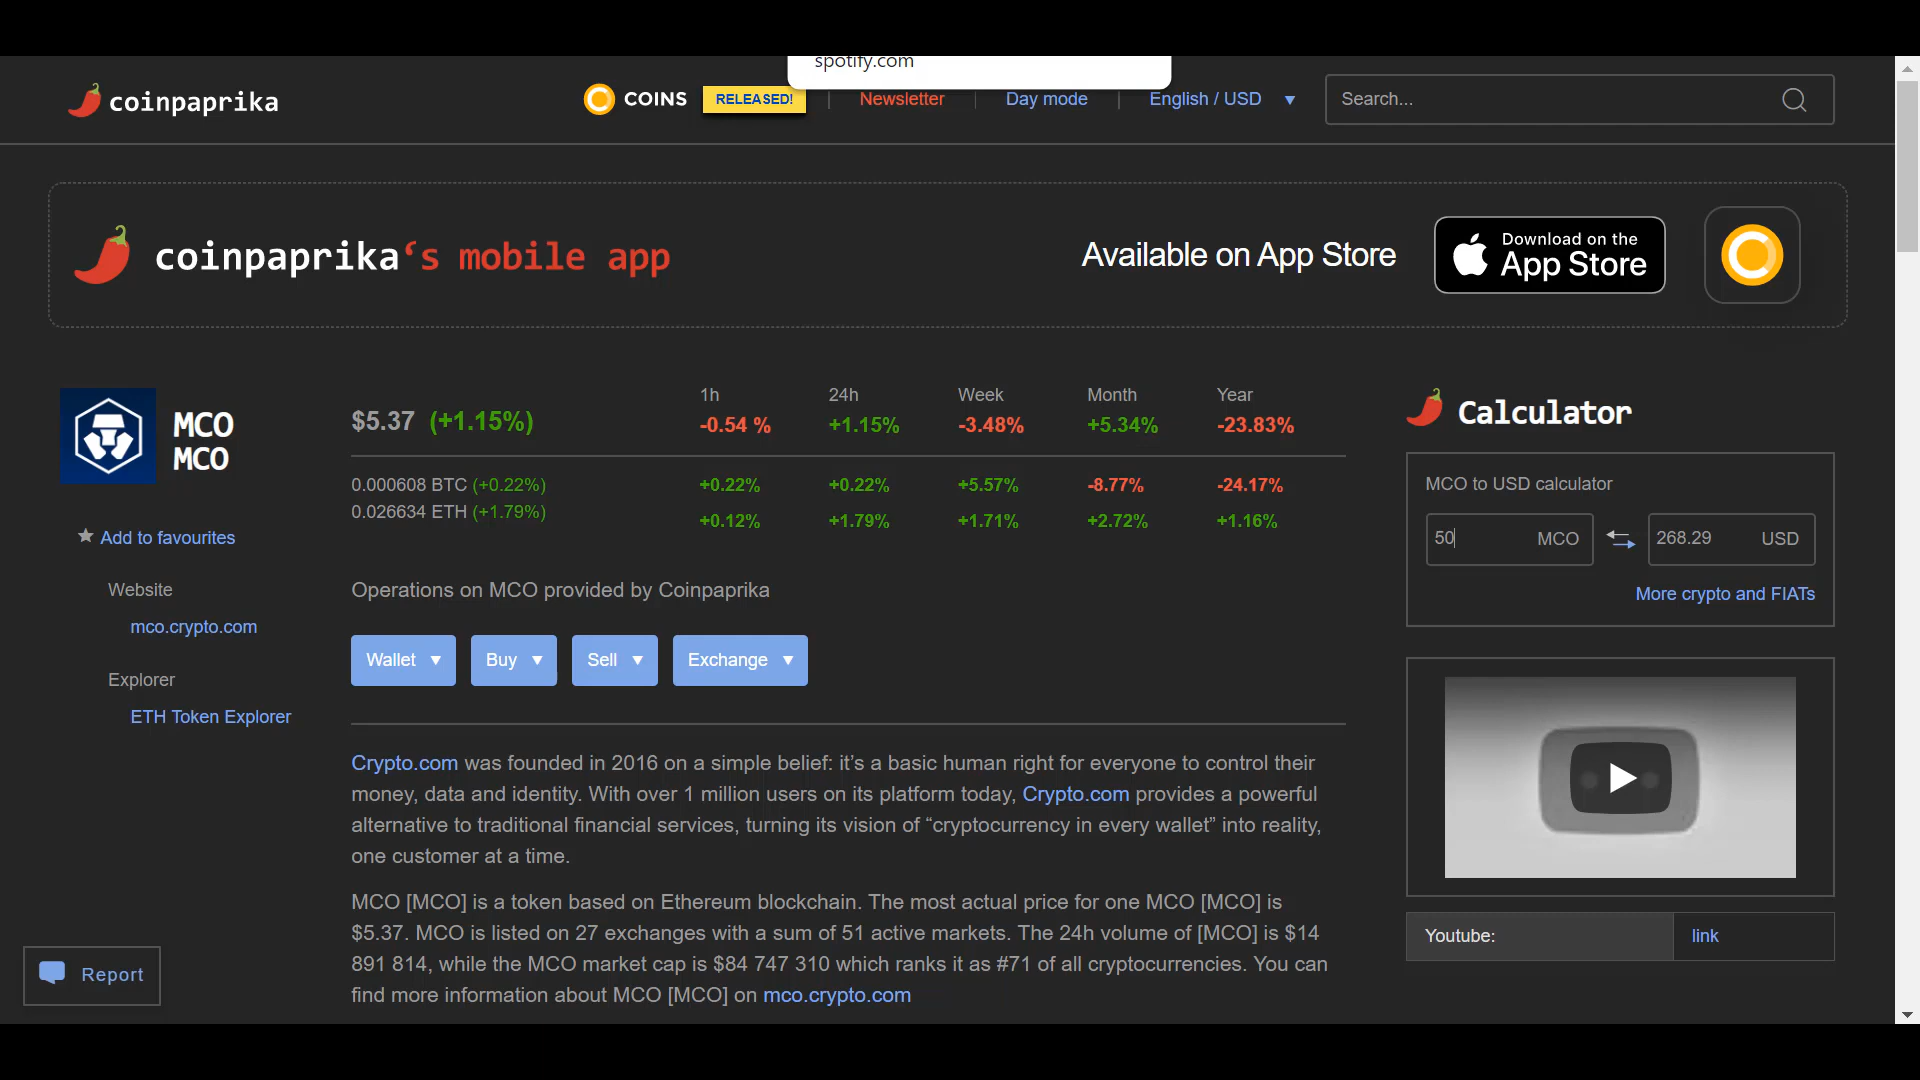 spotify.com
coinpaprika
COINS RELEASED! Newsletter Day mode English / USD ▼ Search...
coinpaprika‘s mobile app
Available on App Store
Download on the
App Store
MCO
MCO
★ Add to favourites
Website
mco.crypto.com
Explorer
ETH Token Explorer
Report
$5.37 (+1.15%)
1h 24h Week Month Year
-0.54 % +1.15% -3.48% +5.34% -23.83%
0.000608 BTC (+0.22%) +0.22% +0.22% +5.57% -8.77% -24.17%
0.026634 ETH (+1.79%) +0.12% +1.79% +1.71% +2.72% +1.16%
Operations on MCO provided by Coinpaprika
Wallet ▼ Buy ▼ Sell ▼ Exchange ▼
Crypto.com was founded in 2016 on a simple belief: it’s a basic human right for everyone to control their
money, data and identity. With over 1 million users on its platform today, Crypto.com provides a powerful
alternative to traditional financial services, turning its vision of “cryptocurrency in every wallet” into reality,
one customer at a time.
MCO [MCO] is a token based on Ethereum blockchain. The most actual price for one MCO [MCO] is
$5.37. MCO is listed on 27 exchanges with a sum of 51 active markets. The 24h volume of [MCO] is $14
891 814, while the MCO market cap is $84 747 310 which ranks it as #71 of all cryptocurrencies. You can
find more information about MCO [MCO] on mco.crypto.com
Calculator
MCO to USD calculator
50 MCO 268.29 USD
More crypto and FIATs
Youtube: link